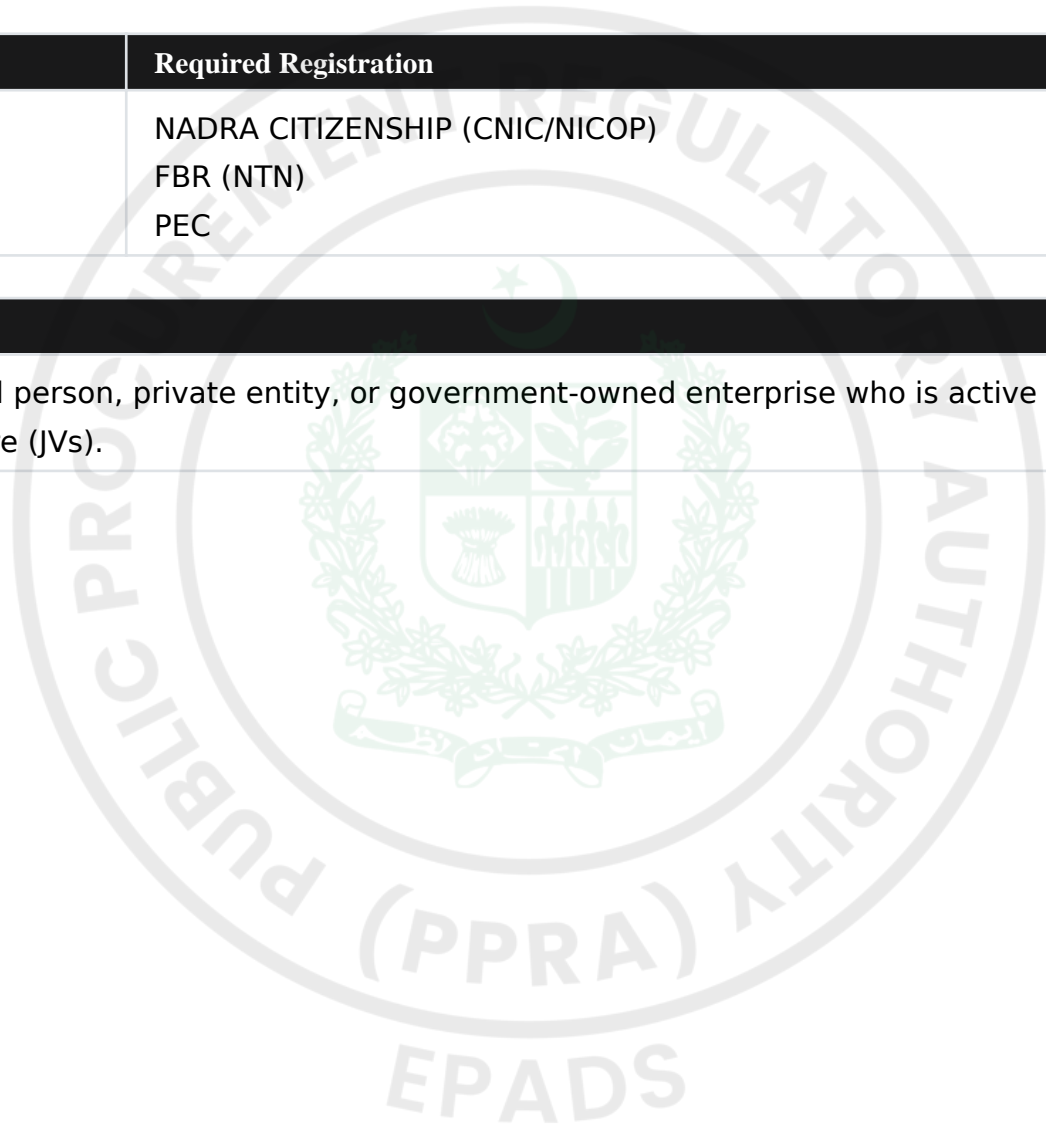 Required Registration
NADRA CITIZENSHIP (CNIC/NICOP)
FBR (NTN)
PEC
person, private entity, or government-owned enterprise who is active
e (JVs).
PUBLIC PROCUREMENT REGULATORY AUTHORITY
(PPRA)
EPADS